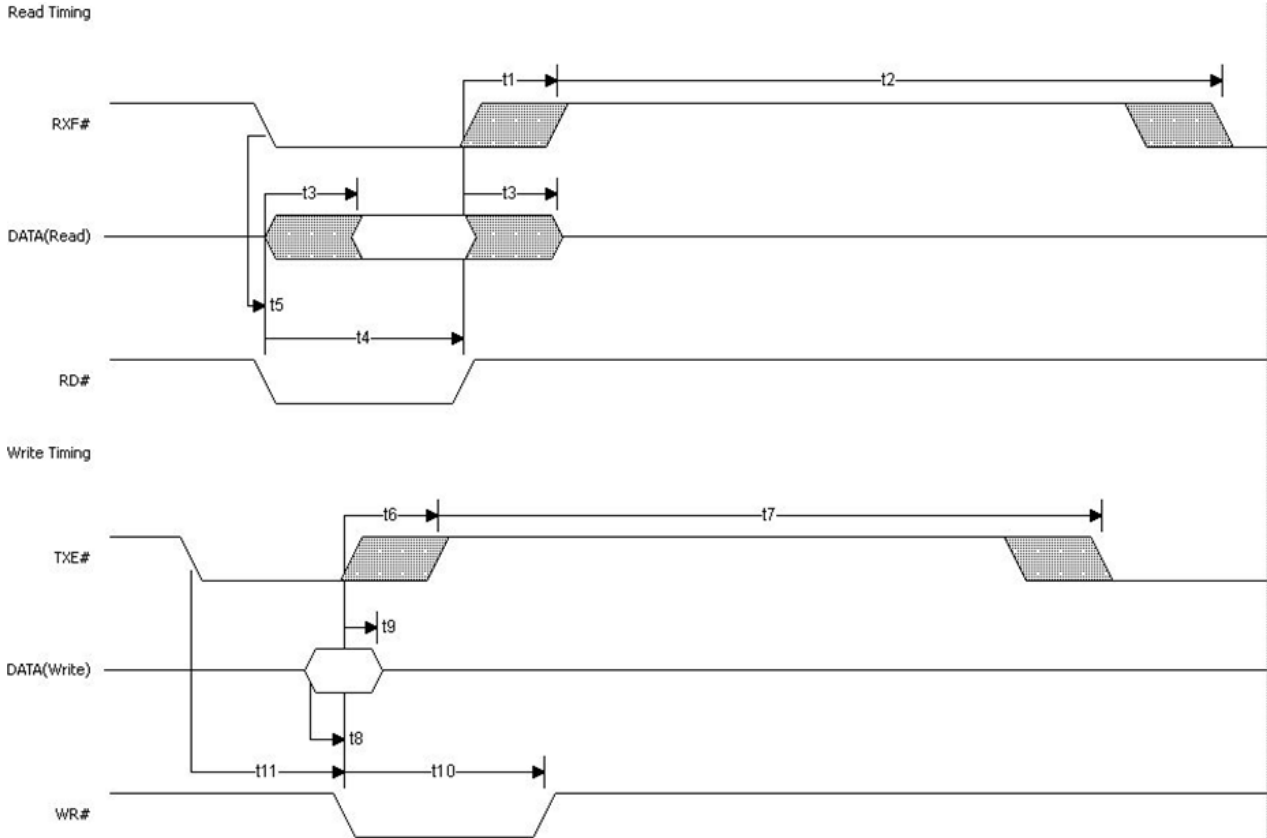 Read Timing
t1 t2
RXF#
t3 t3
DATA(Read)
t5
t4
RD#
Write Timing
t6 t7
TXE#
t9
DATA(Write)
t8
t11 t10
WR#